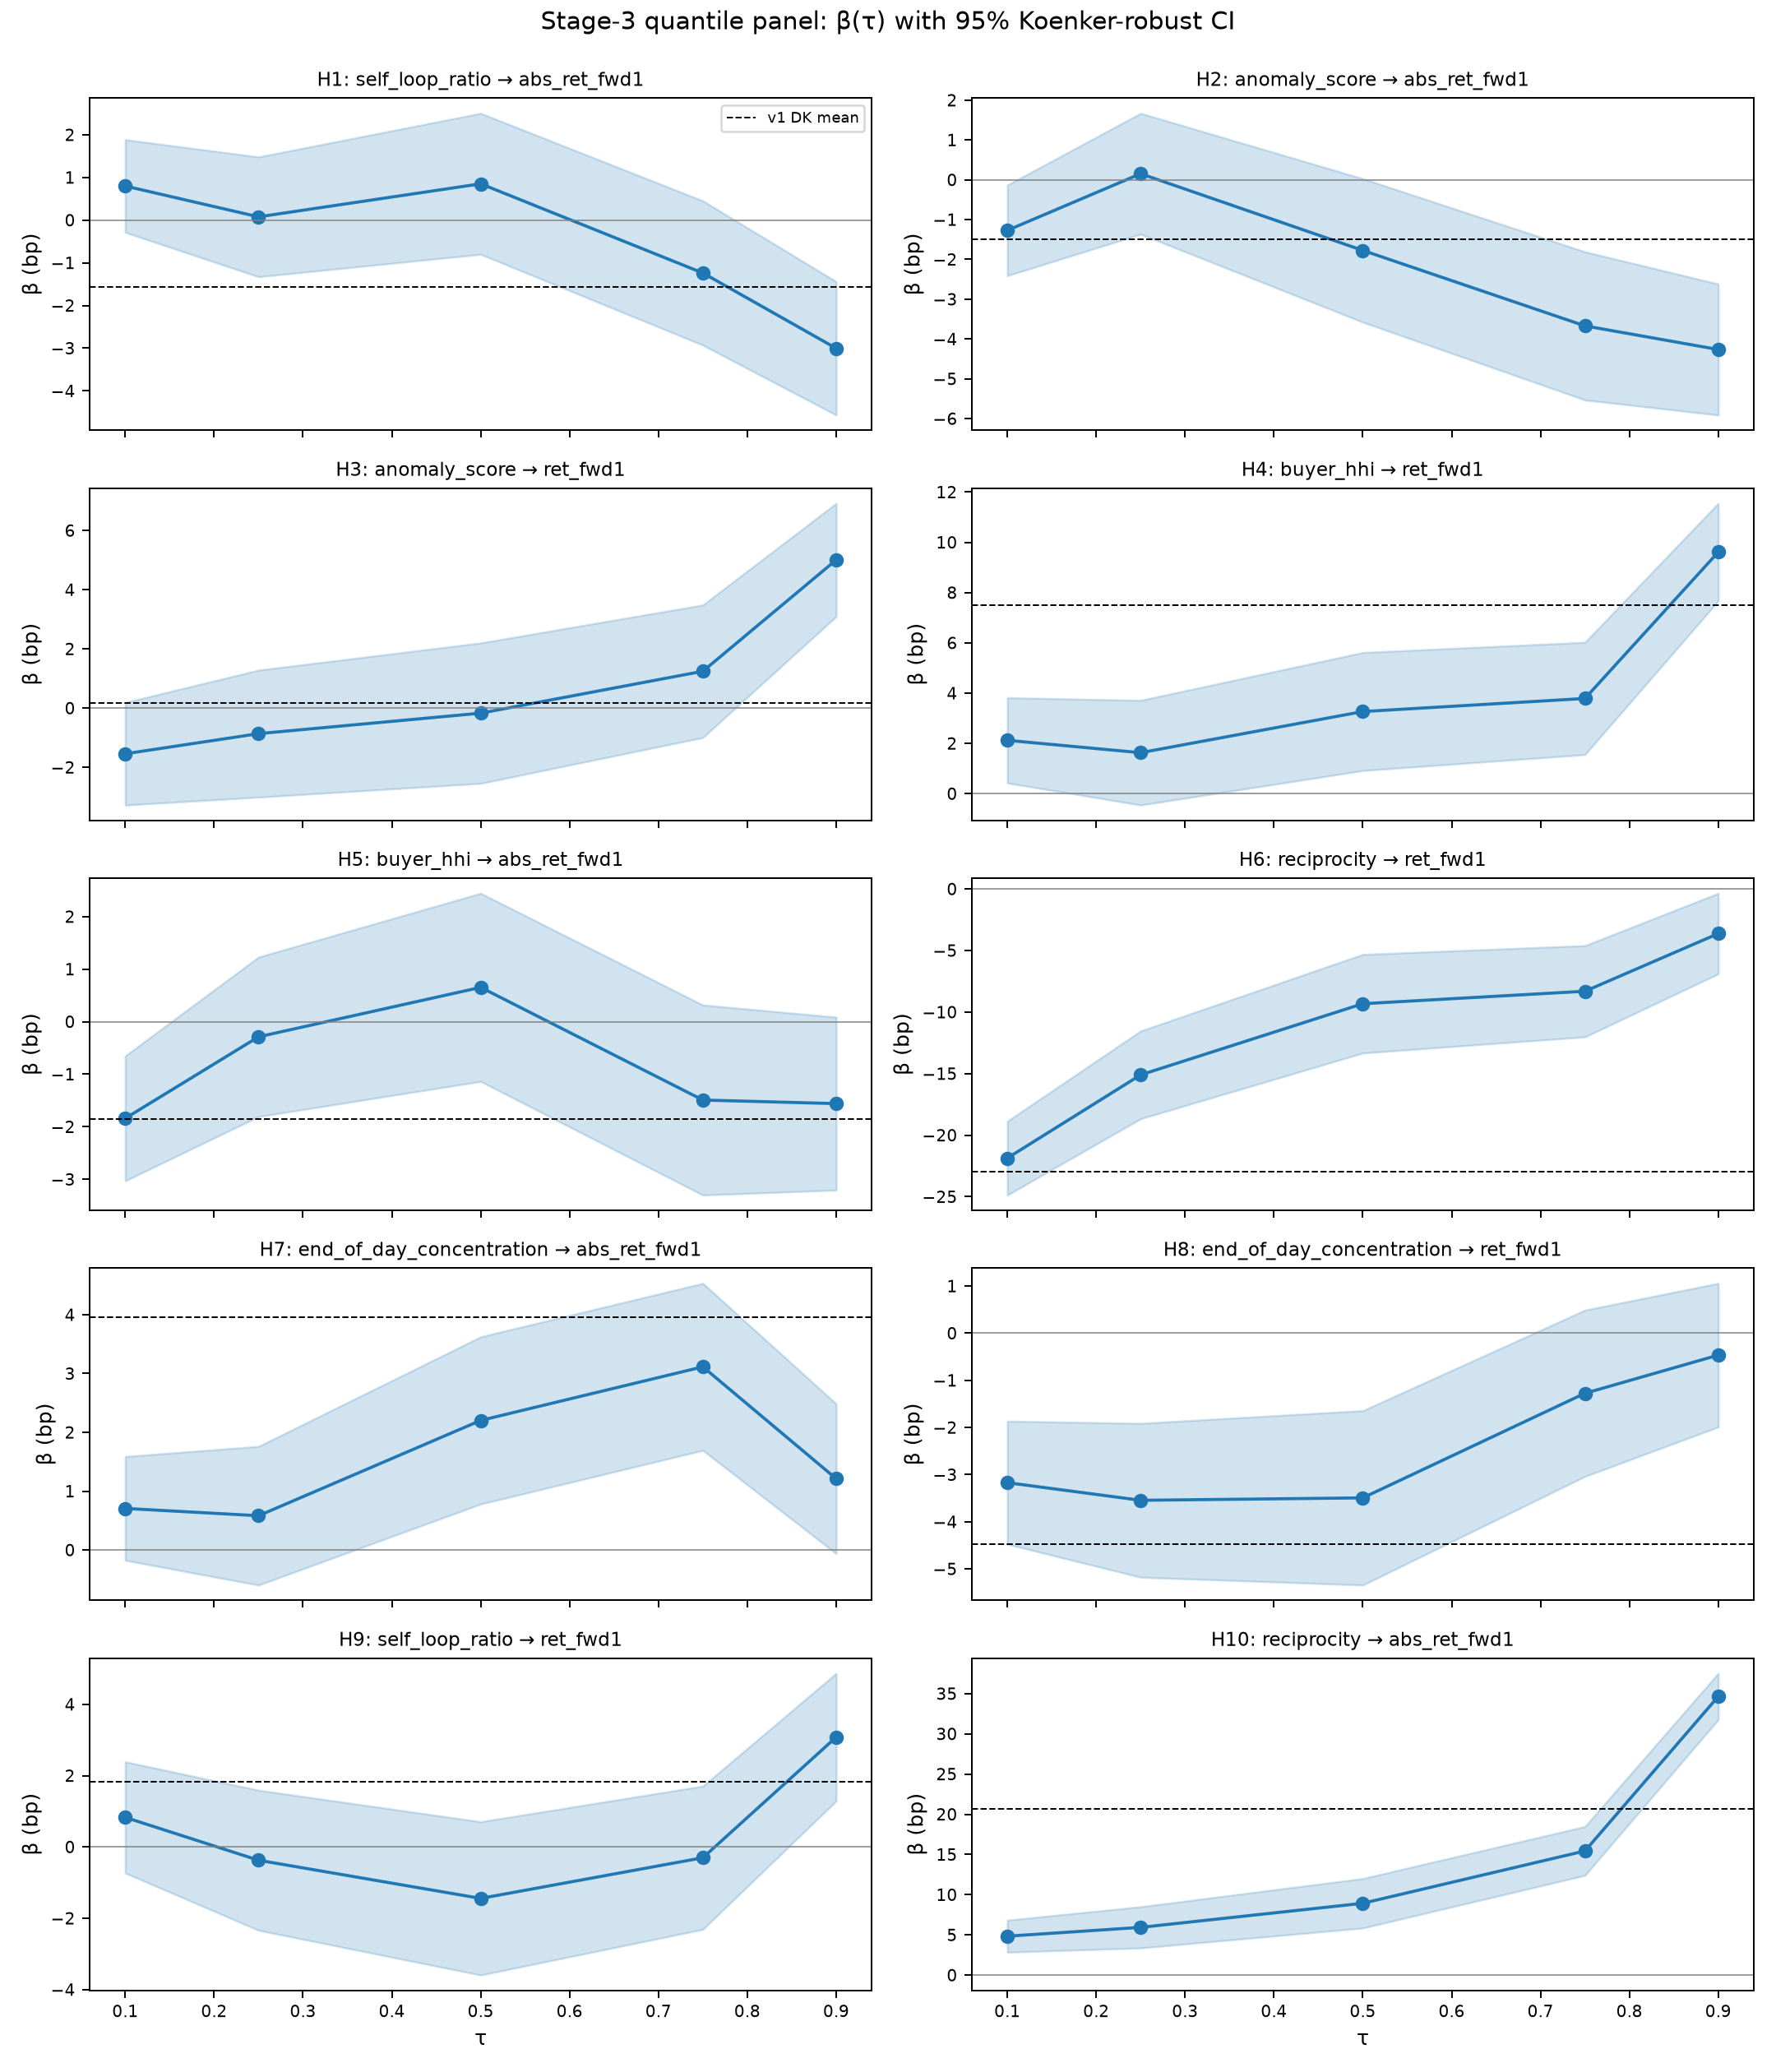 Stage-3 quantile panel: β(τ) with 95% Koenker-robust CI
H1: self_loop_ratio → abs_ret_fwd1
v1 DK mean
2
1
0
−1
−2
−3
−4
β (bp)
H2: anomaly_score → abs_ret_fwd1
2
1
0
−1
−2
−3
−4
−5
−6
β (bp)
H3: anomaly_score → ret_fwd1
6
4
2
0
−2
β (bp)
H4: buyer_hhi → ret_fwd1
12
10
8
6
4
2
0
β (bp)
H5: buyer_hhi → abs_ret_fwd1
2
1
0
−1
−2
−3
β (bp)
H6: reciprocity → ret_fwd1
0
−5
−10
−15
−20
−25
β (bp)
H7: end_of_day_concentration → abs_ret_fwd1
4
3
2
1
0
β (bp)
H8: end_of_day_concentration → ret_fwd1
1
0
−1
−2
−3
−4
−5
β (bp)
H9: self_loop_ratio → ret_fwd1
4
2
0
−2
−4
β (bp)
0.1 0.2 0.3 0.4 0.5 0.6 0.7 0.8 0.9
τ
H10: reciprocity → abs_ret_fwd1
35
30
25
20
15
10
5
0
β (bp)
0.1 0.2 0.3 0.4 0.5 0.6 0.7 0.8 0.9
τ